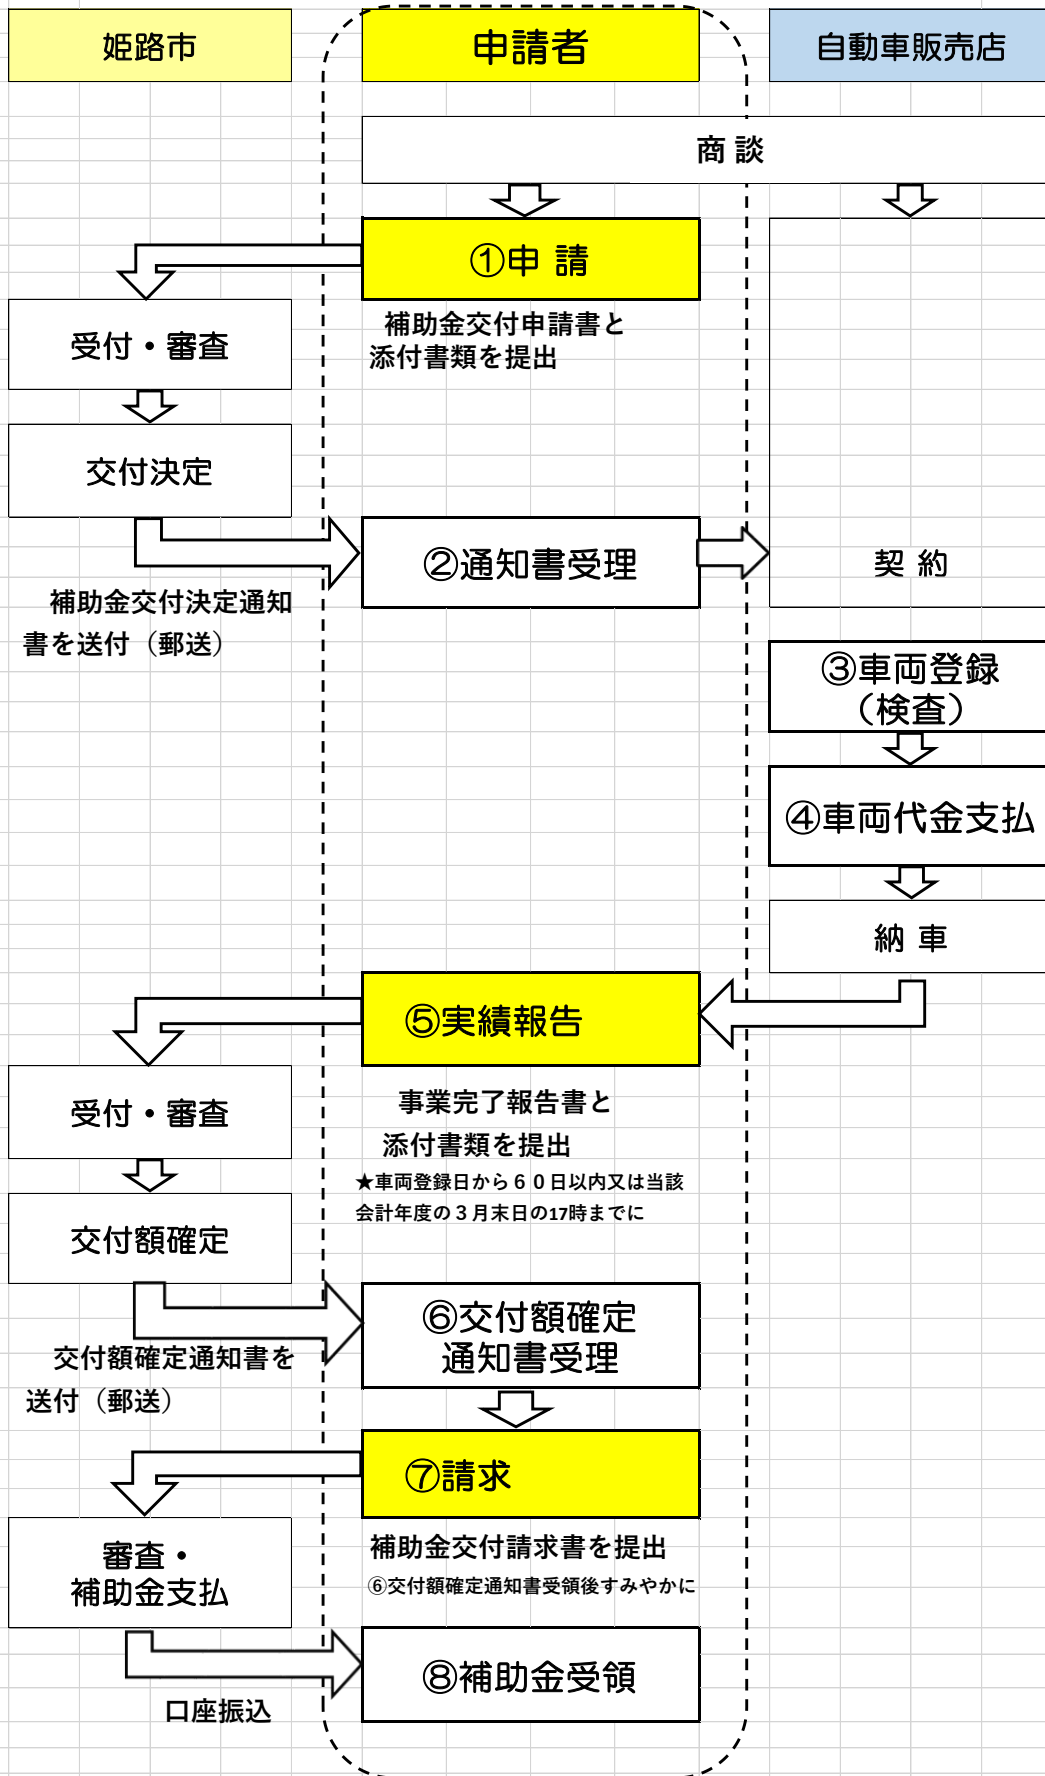 姫路市
申請者
自動車販売店
商 談
①申 請
補助金交付申請書と
添付書類を提出
受付・審査
交付決定
②通知書受理
契 約
補助金交付決定通知
書を送付（郵送）
③車両登録
（検査）
④車両代金支払
納 車
⑤実績報告
事業完了報告書と
添付書類を提出
★車両登録日から６０日以内又は当該
会計年度の３月末日の17時までに
受付・審査
交付額確定
⑥交付額確定
通知書受理
交付額確定通知書を
送付（郵送）
⑦請求
補助金交付請求書を提出
⑥交付額確定通知書受領後すみやかに
審査・
補助金支払
⑧補助金受領
口座振込